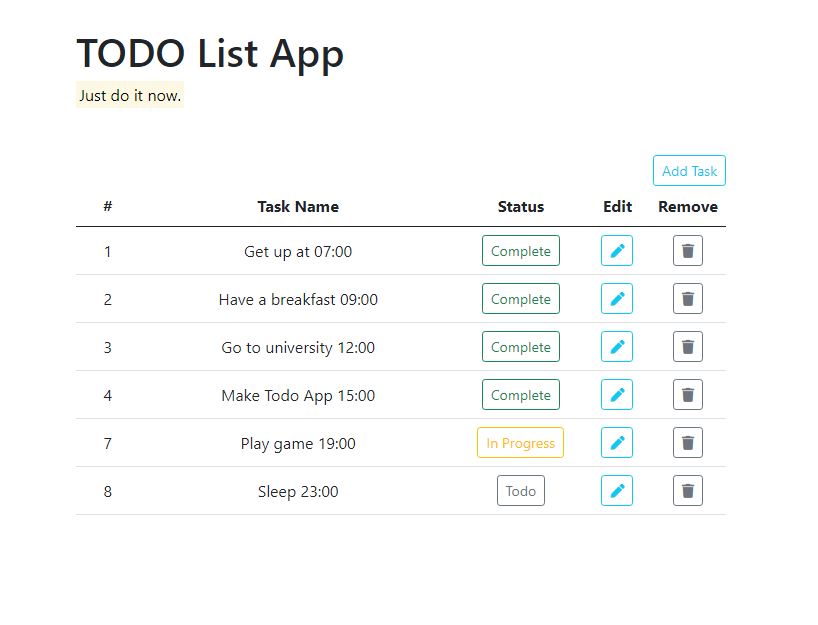 TODO List App
Just do it now.
Add Task
# Task Name Status Edit Remove
1 Get up at 07:00 Complete
2 Have a breakfast 09:00 Complete
3 Go to university 12:00 Complete
4 Make Todo App 15:00 Complete
7 Play game 19:00 In Progress
8 Sleep 23:00 Todo